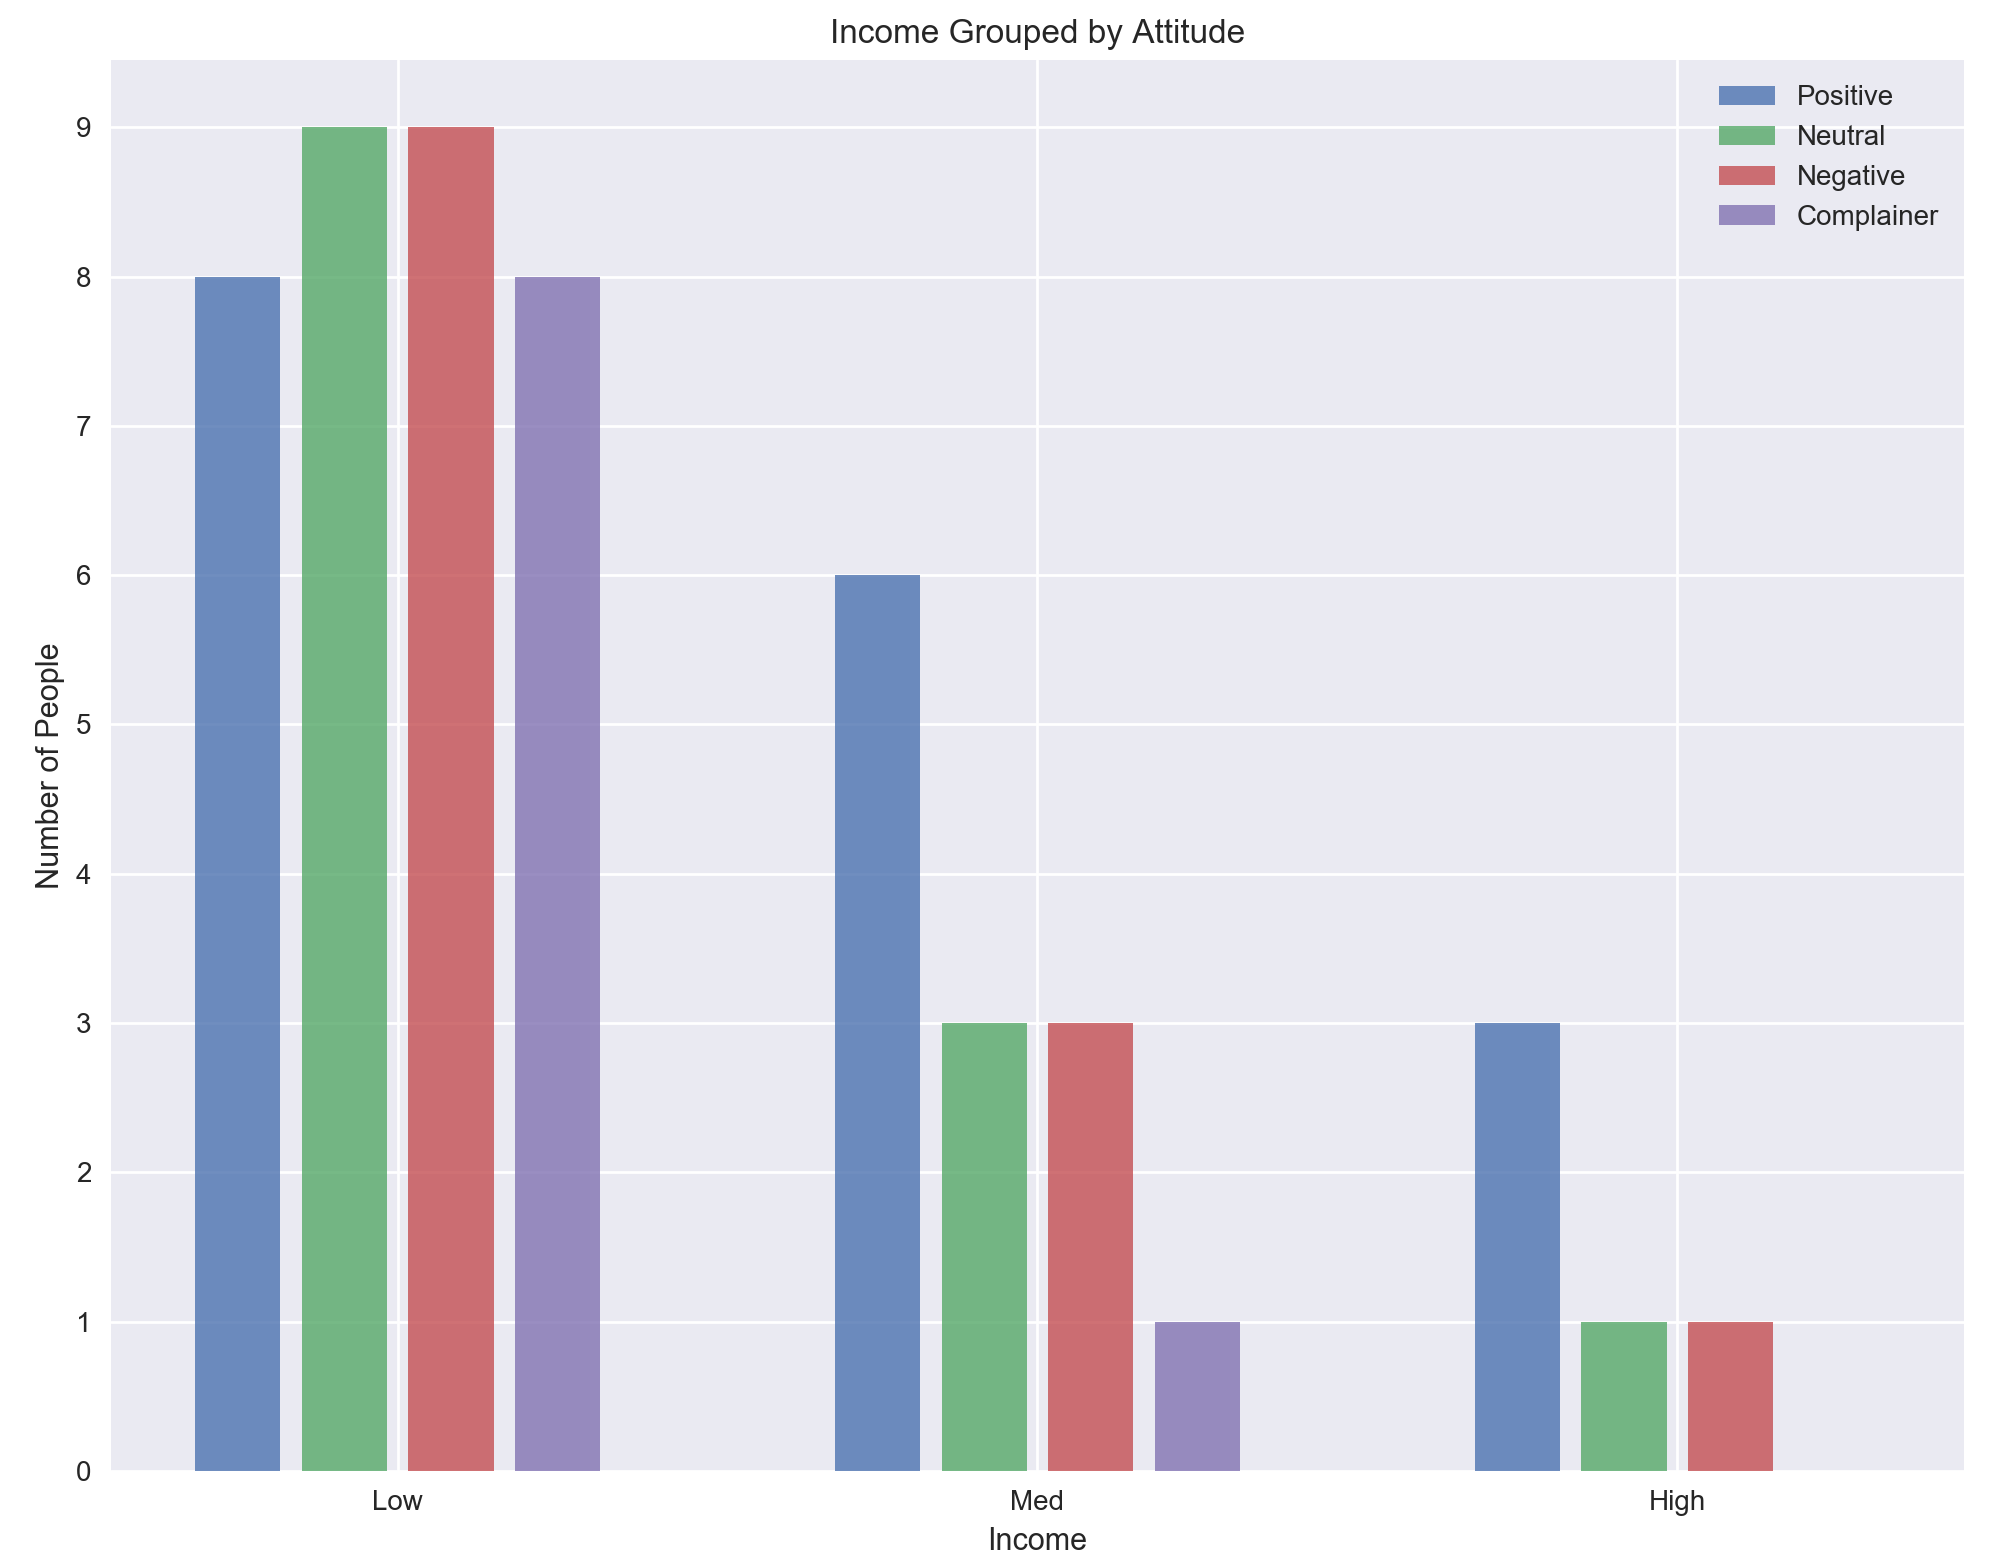 Income Grouped by Attitude
Positive
Neutral
Negative
Complainer
9
8
7
6
5
4
3
2
1
0
Number of People
Low Med High
Income